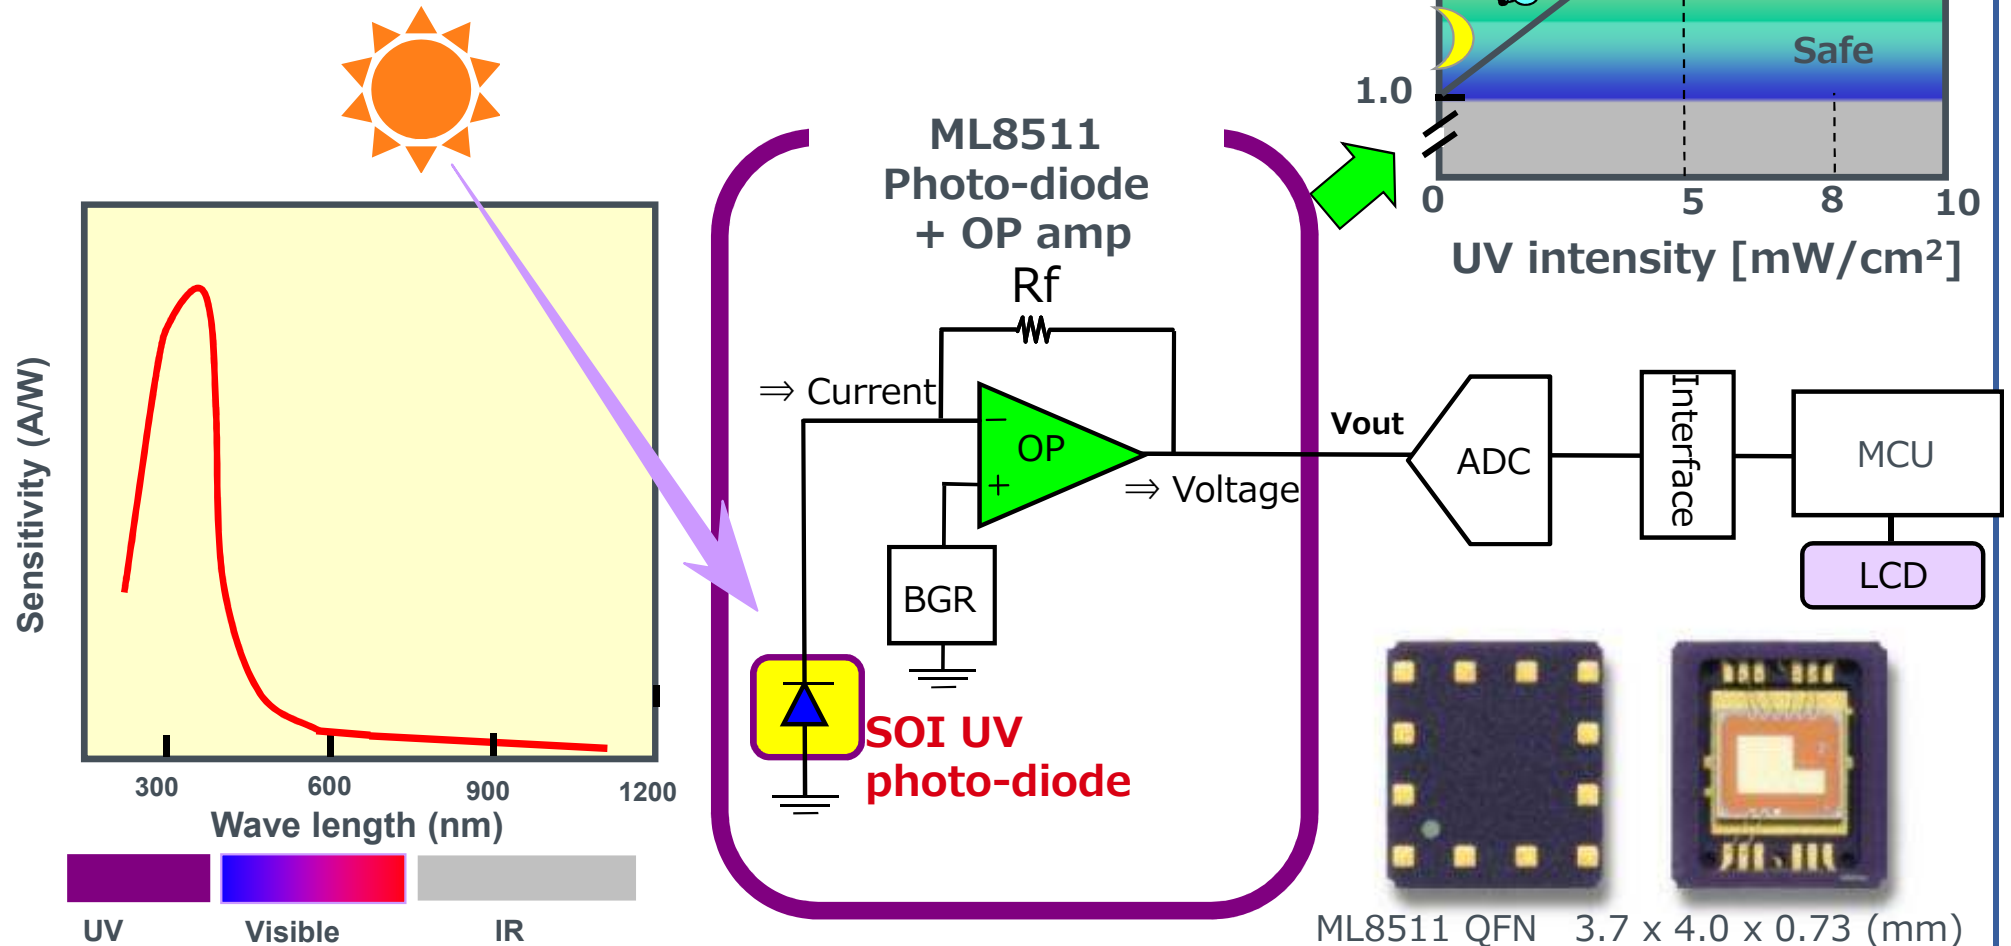 Safe
1.0
0 5 8 10
UV intensity [mW/cm²]
ML8511
Photo-diode
+ OP amp
Rf
⇒ Current
−
OP
+
⇒ Voltage
BGR
SOI UV
photo-diode
Vout
ADC
Interface
MCU
LCD
Sensitivity (A/W)
300 600 900 1200
Wave length (nm)
UV Visible IR
ML8511 QFN 3.7 x 4.0 x 0.73 (mm)